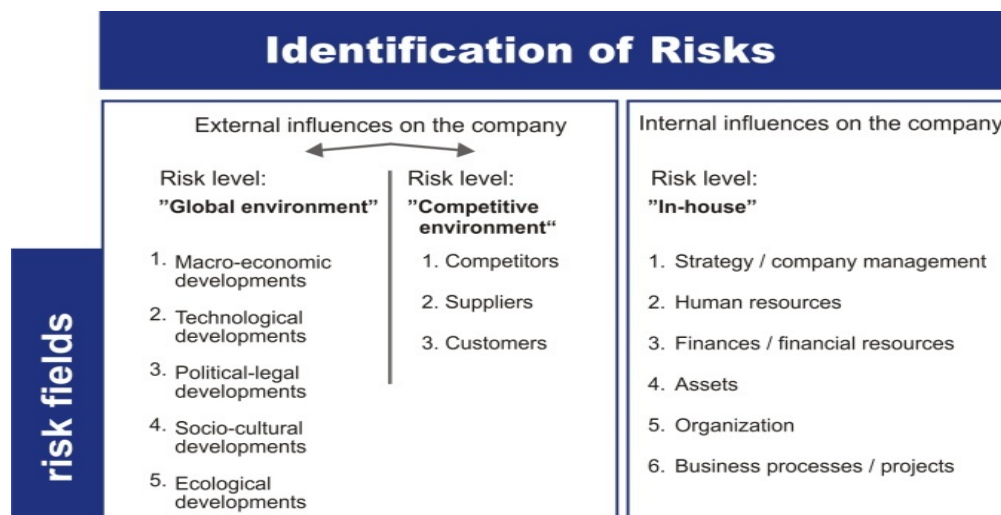 Identification of Risks
External influences on the company
Risk level:
”Global environment“
1. Macro-economic
developments
2. Technological
developments
3. Political-legal
developments
4. Socio-cultural
developments
5. Ecological
developments
Risk level:
”Competitive
environment“
1. Competitors
2. Suppliers
3. Customers
Internal influences on the company
Risk level:
”In-house“
1. Strategy / company management
2. Human resources
3. Finances / financial resources
4. Assets
5. Organization
6. Business processes / projects
risk fields